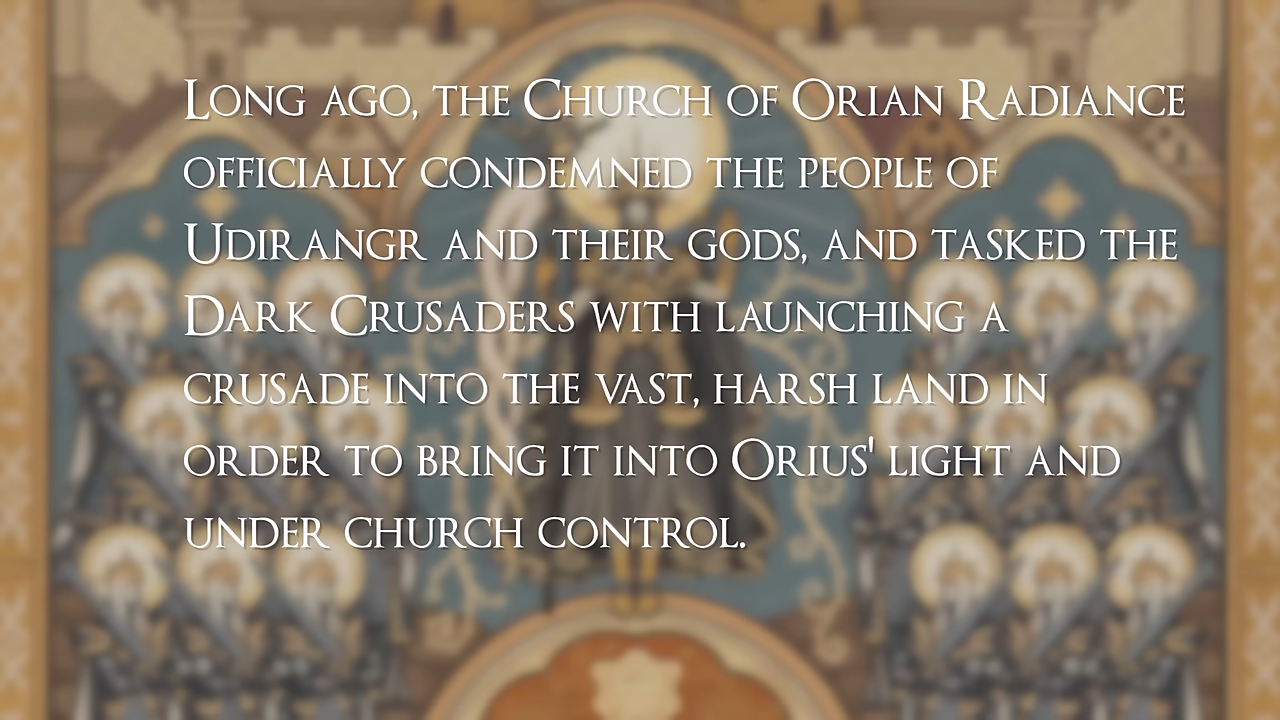 Long ago, the Church of Orian Radiance
officially condemned the people of
Udirangr and their gods, and tasked the
Dark Crusaders with launching a
crusade into the vast, harsh land in
order to bring it into Orius' light and
under church control.